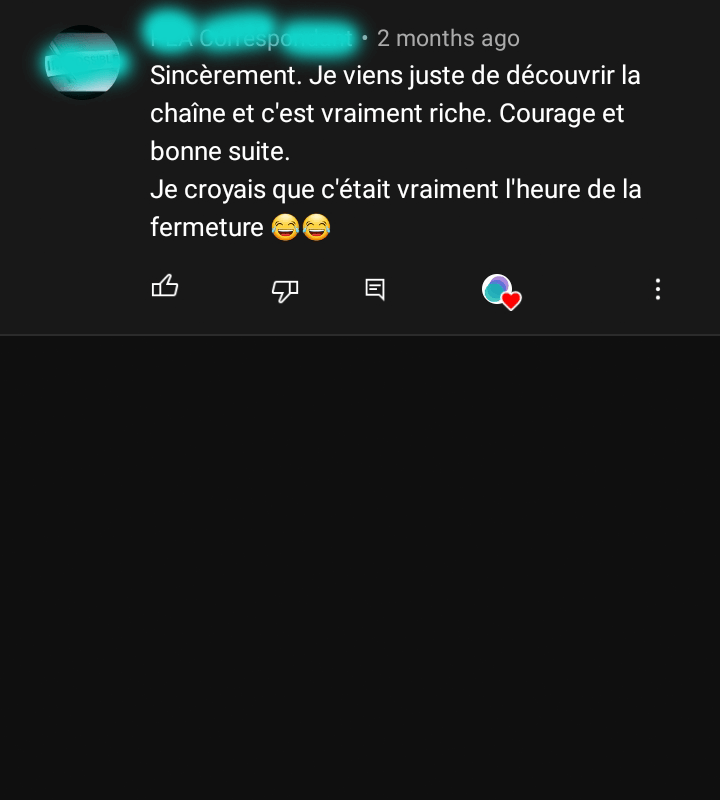 • 2 months ago
Sincèrement. Je viens juste de découvrir la
chaîne et c'est vraiment riche. Courage et
bonne suite.
Je croyais que c'était vraiment l'heure de la
fermeture 😂😂